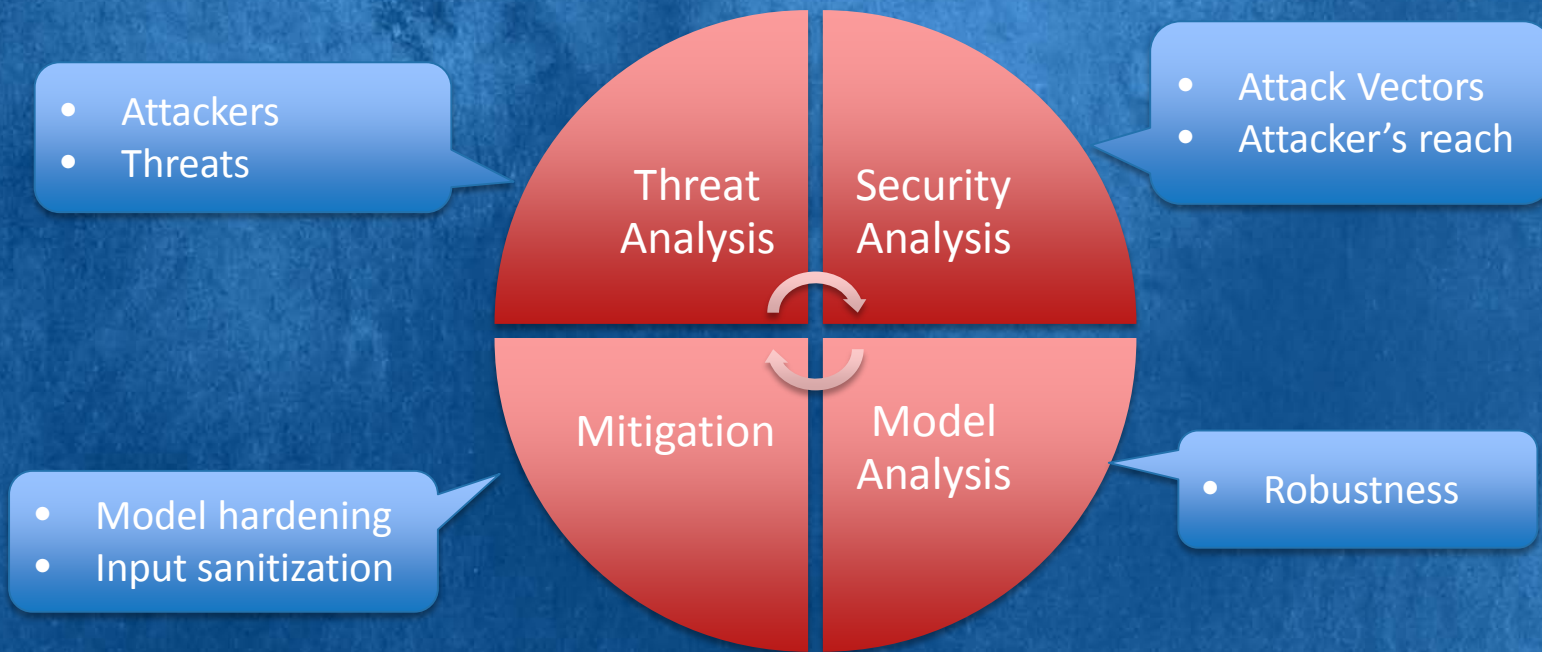 • Attackers
• Threats
Threat
Analysis
Security
Analysis
• Attack Vectors
• Attacker’s reach
Mitigation
Model
Analysis
• Model hardening
• Input sanitization
• Robustness